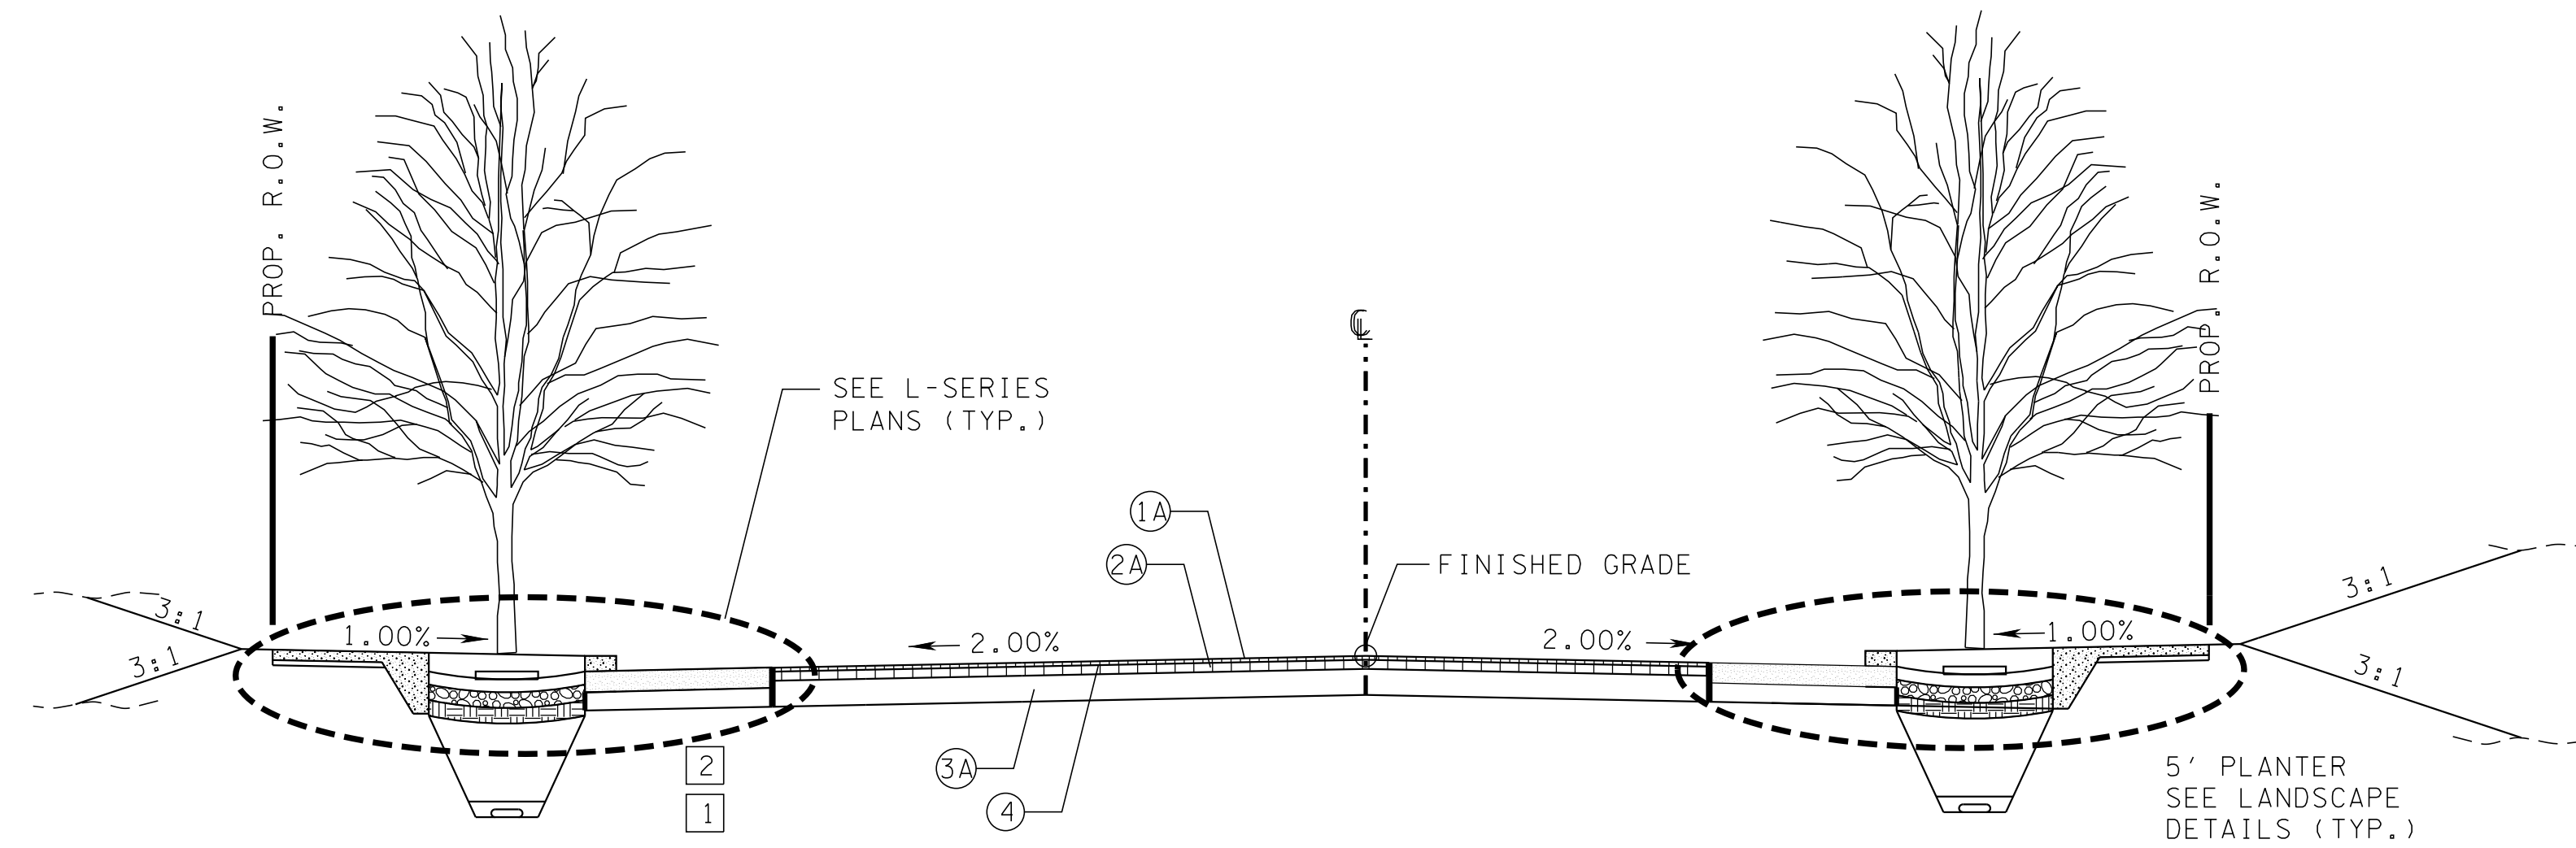 PROP. R.O.W.
PROP. R.O.W.
℄
SEE L-SERIES
PLANS (TYP.)
1A
2A
FINISHED GRADE
3:1
3:1
1.00%
2.00%
2.00%
1.00%
3:1
3:1
2
1
3A
4
5' PLANTER
SEE LANDSCAPE
DETAILS (TYP.)